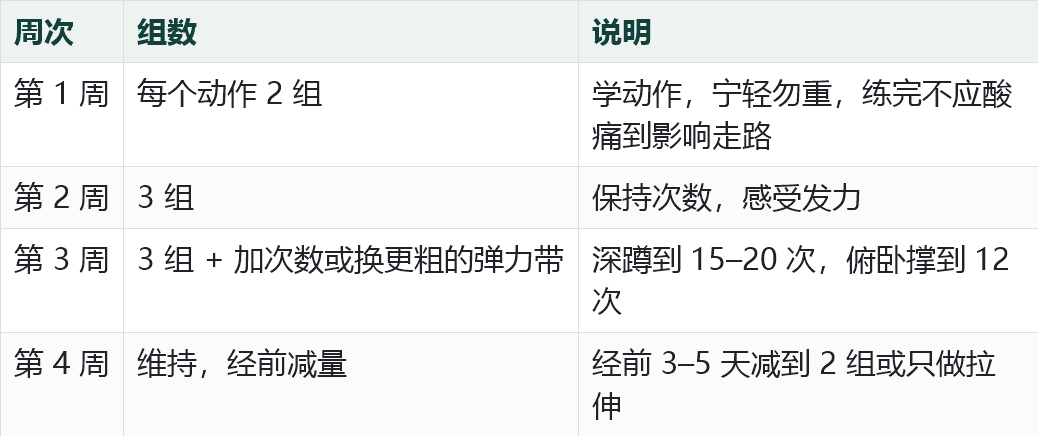 周次 组数 说明
第 1 周 每个动作 2 组 学动作，宁轻勿重，练完不应酸
痛到影响走路
第 2 周 3 组 保持次数，感受发力
第 3 周 3 组 + 加次数或换更粗的弹力带 深蹲到 15–20 次，俯卧撑到 12
次
第 4 周 维持，经前减量 经前 3–5 天减到 2 组或只做拉
伸